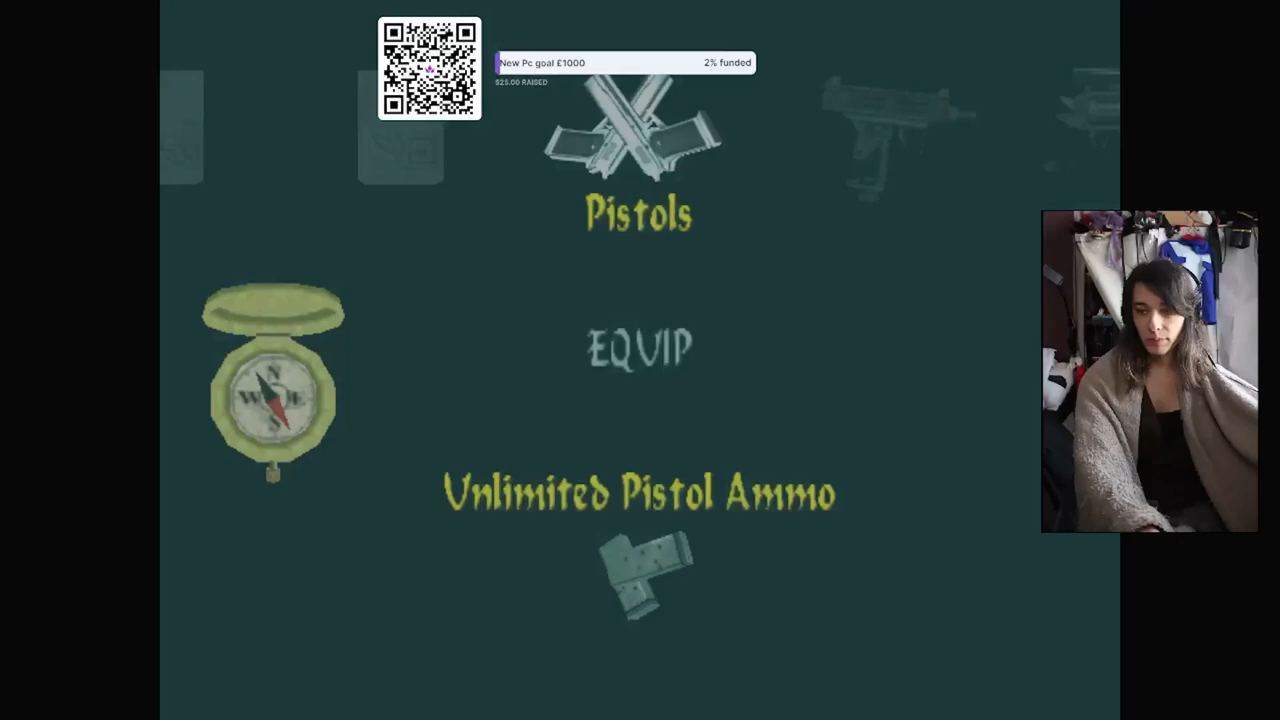 New Pc goal £1000
2% funded
$25.00 RAISED
Pistols
EQUIP
N
W
E
S
Unlimited Pistol Ammo